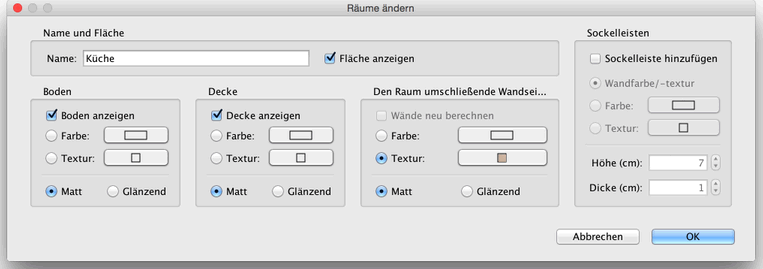 Räume ändern
Name und Fläche
Name: Küche Fläche anzeigen
Boden
Boden anzeigen
Farbe:
Textur:
Matt Glänzend
Decke
Decke anzeigen
Farbe:
Textur:
Matt Glänzend
Den Raum umschließende Wandsei...
Wände neu berechnen
Farbe:
Textur:
Matt Glänzend
Sockelleisten
Sockelleiste hinzufügen
Wandfarbe/-textur
Farbe:
Textur:
Höhe (cm): 7
Dicke (cm): 1
Abbrechen OK